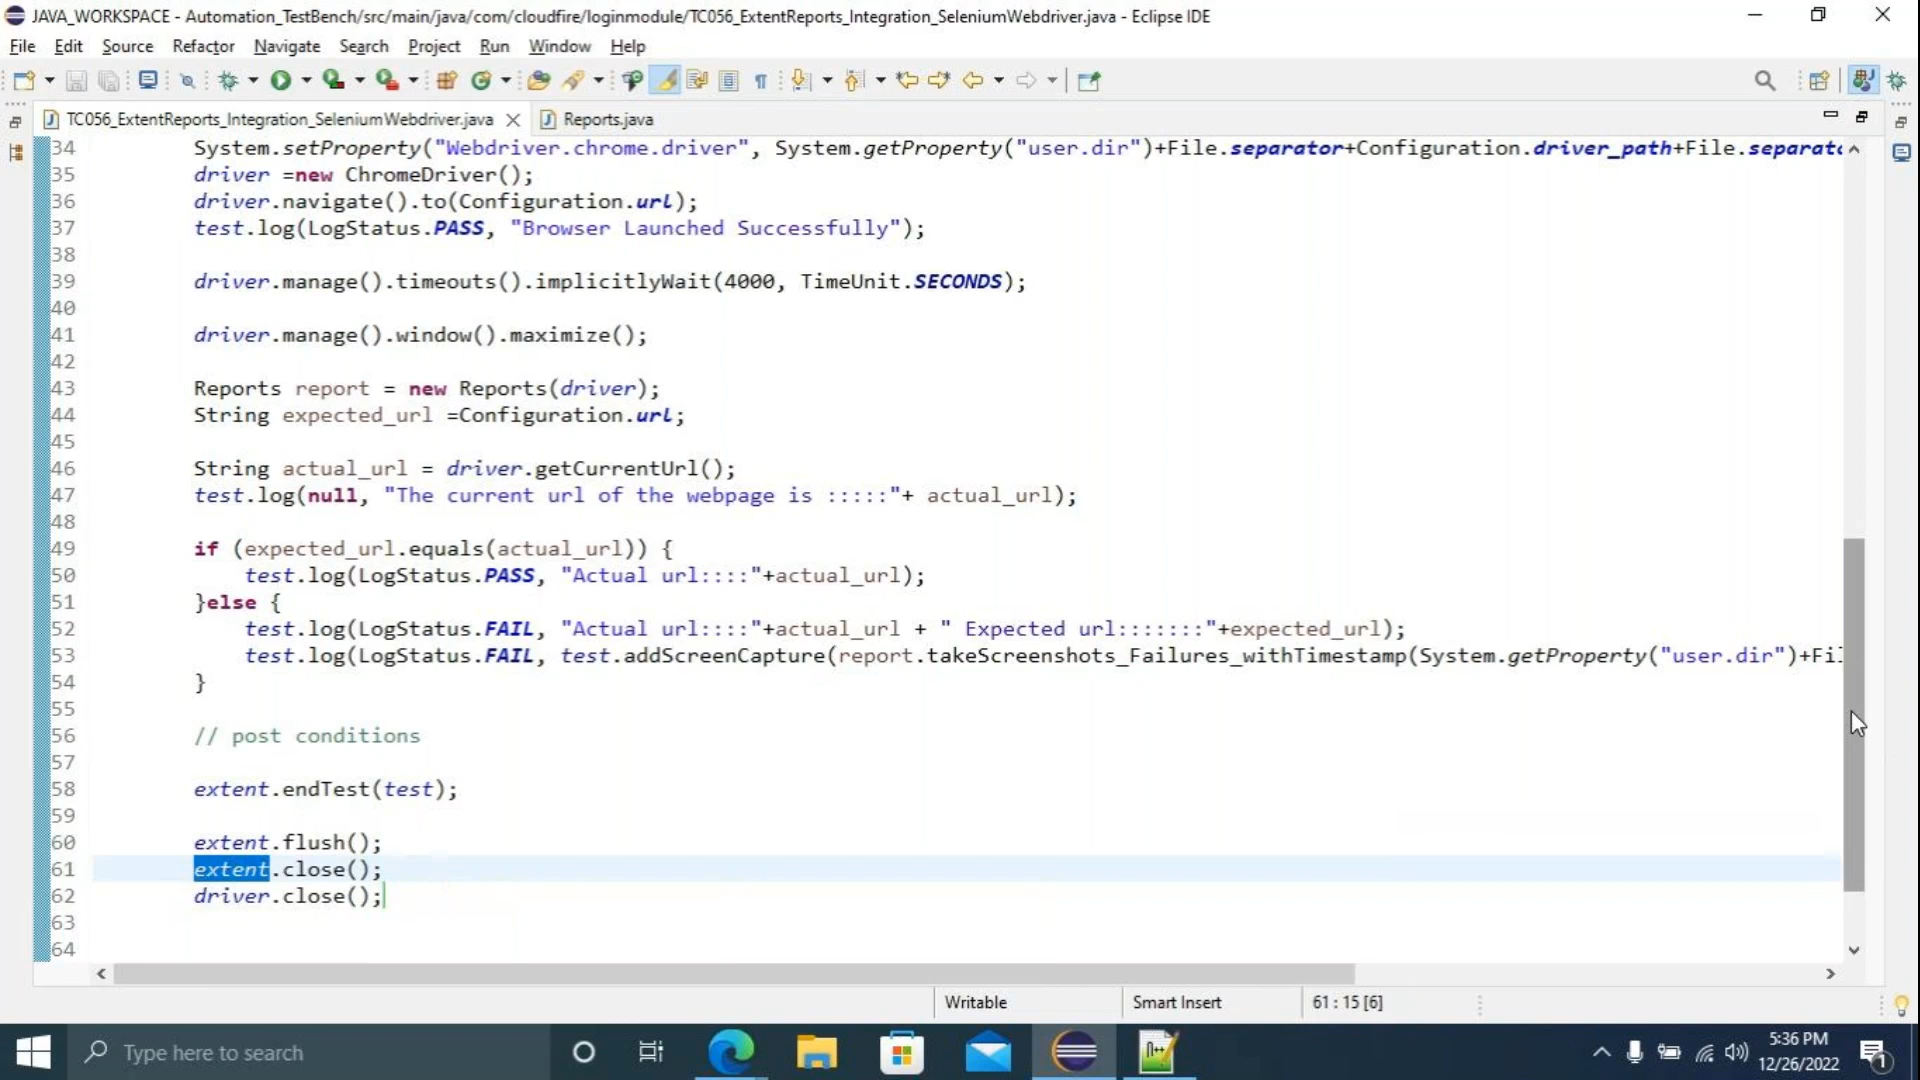 JAVA_WORKSPACE - Automation_TestBench/src/main/java/com/cloudfire/loginmodule/TC056_ExtentReports_Integration_SeleniumWebdriver.java - Eclipse IDE
File Edit Source Refactor Navigate Search Project Run Window Help
TC056_ExtentReports_Integration_SeleniumWebdriver.java Reports.java
34 System.setProperty("Webdriver.chrome.driver", System.getProperty("user.dir")+File.separator+Configuration.driver_path+File.separato
35 driver =new ChromeDriver();
36 driver.navigate().to(Configuration.url);
37 test.log(LogStatus.PASS, "Browser Launched Successfully");
38
39 driver.manage().timeouts().implicitlyWait(4000, TimeUnit.SECONDS);
40
41 driver.manage().window().maximize();
42
43 Reports report = new Reports(driver);
44 String expected_url =Configuration.url;
45
46 String actual_url = driver.getCurrentUrl();
47 test.log(null, "The current url of the webpage is :::::"+ actual_url);
48
49 if (expected_url.equals(actual_url)) {
50 test.log(LogStatus.PASS, "Actual url::::"+actual_url);
51 }else {
52 test.log(LogStatus.FAIL, "Actual url::::"+actual_url + " Expected url:::::::"+expected_url);
53 test.log(LogStatus.FAIL, test.addScreenCapture(report.takeScreenshots_Failures_withTimestamp(System.getProperty("user.dir")+Fil
54 }
55
56 // post conditions
57
58 extent.endTest(test);
59
60 extent.flush();
61 extent.close();
62 driver.close();
63
64
Writable Smart Insert 61 : 15 [6]
Type here to search
5:36 PM
12/26/2022
1